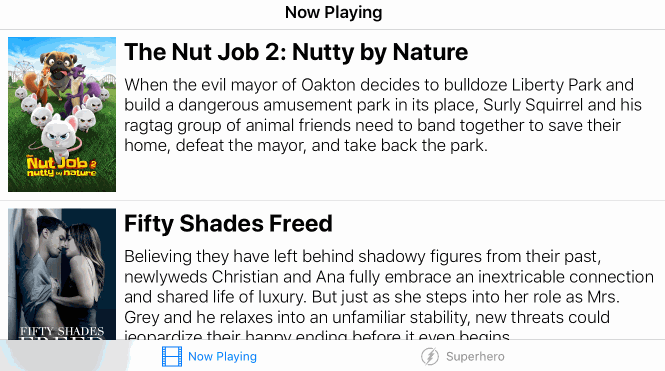 Now Playing
The Nut Job 2: Nutty by Nature
When the evil mayor of Oakton decides to bulldoze Liberty Park and
build a dangerous amusement park in its place, Surly Squirrel and his
ragtag group of animal friends need to band together to save their
home, defeat the mayor, and take back the park.
Nut Job 2
nutty by nature
Fifty Shades Freed
Believing they have left behind shadowy figures from their past,
newlyweds Christian and Ana fully embrace an inextricable connection
and shared life of luxury. But just as she steps into her role as Mrs.
Grey and he relaxes into an unfamiliar stability, new threats could
jeopardize their happy ending before it even begins.
FIFTY SHADES
FREED
Now Playing
Superhero